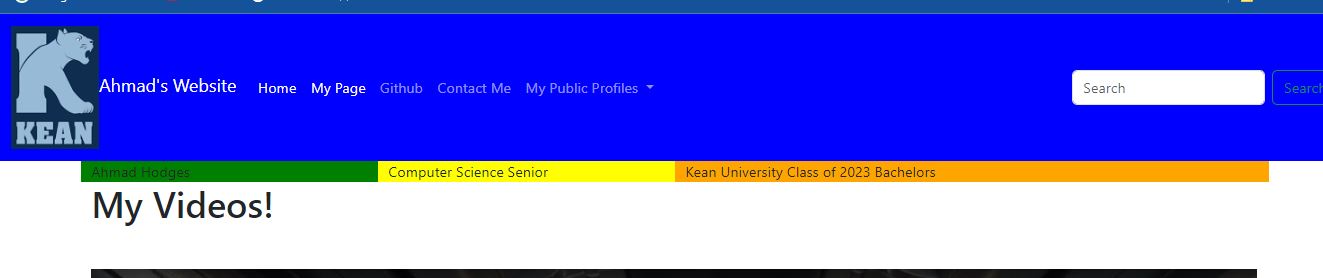 KEAN
Ahmad's Website Home My Page Github Contact Me My Public Profiles Search Search
Ahmad Hodges Computer Science Senior Kean University Class of 2023 Bachelors
My Videos!